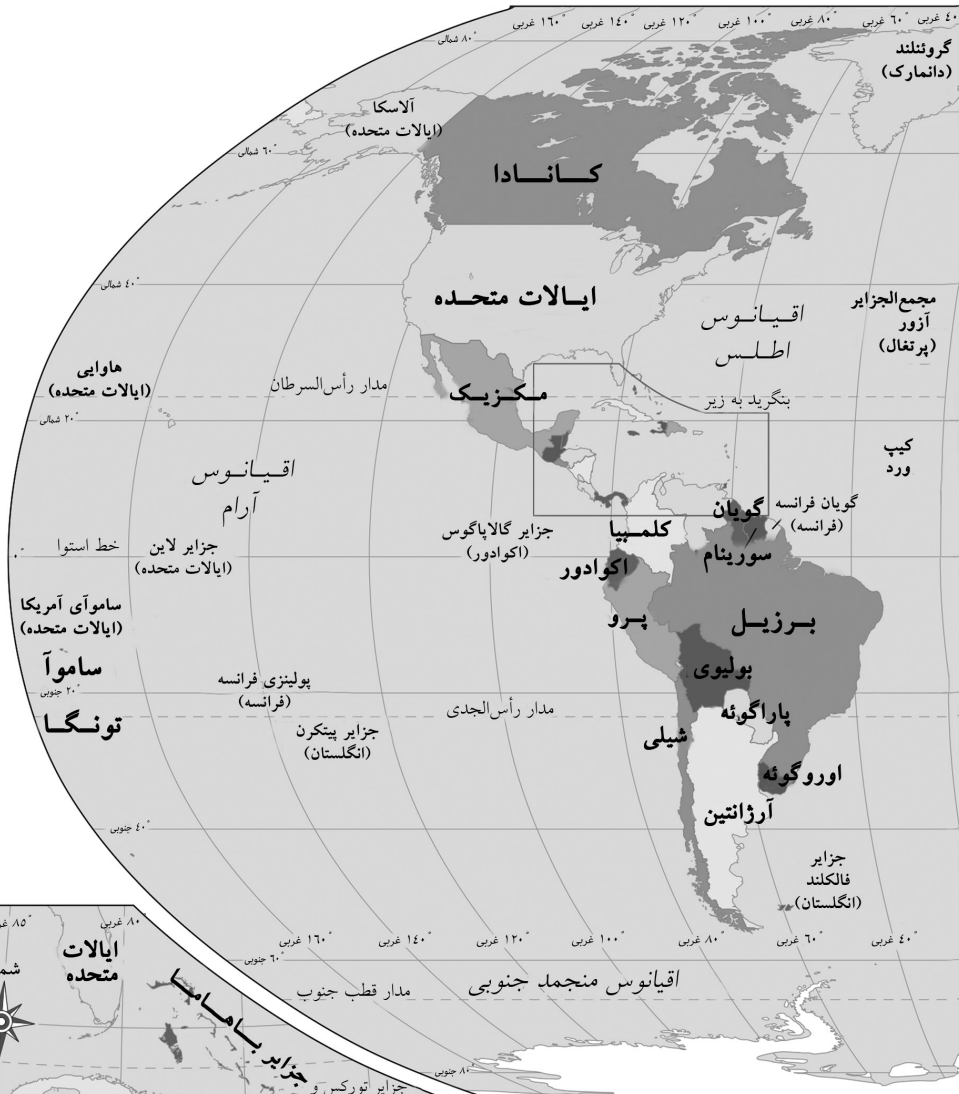 ۱۶۰° غربی ۱۴۰° غربی ۱۲۰° غربی ۱۰۰° غربی ۸۰° غربی ۶۰° غربی ۴۰ غربی
۸۰° شمالی
گروئنلند
(دانمارک)
آلاسکا
(ایالات متحده)
۶۰° شمالی
کانادا
۴۰° شمالی
ایالات متحده
اقیانوس
اطلس
مجمع‌الجزایر
آزور
(پرتغال)
هاوایی
(ایالات متحده)
مدار رأس‌السرطان
مکزیک
بنگرید به زیر
۲۰° شمالی
کیپ
ورد
اقیانوس
آرام
گویان
گویان فرانسه
(فرانسه)
جزایر گالاپاگوس
(اکوادور)
کلمبیا
سورینام
خط استوا
جزایر لاین
(ایالات متحده)
اکوادور
ساموآی آمریکا
(ایالات متحده)
پرو
برزیل
ساموآ
بولیوی
پولینزی فرانسه
(فرانسه)
۲۰° جنوبی
تونگا
مدار رأس‌الجدی
پاراگوئه
جزایر پیتکرن
(انگلستان)
شیلی
اوروگوئه
آرژانتین
۴۰° جنوبی
جزایر
فالکلند
(انگلستان)
۱۶۰° غربی ۱۴۰° غربی ۱۲۰° غربی ۱۰۰° غربی ۸۰° غربی ۶۰° غربی ۴۰° غربی
۶۰° جنوبی
اقیانوس منجمد جنوبی
مدار قطب جنوب
۸۰° جنوبی
۸۵° ۸۰° غربی
ایالات
متحده
جزایر باهاما
جزایر تورکس و